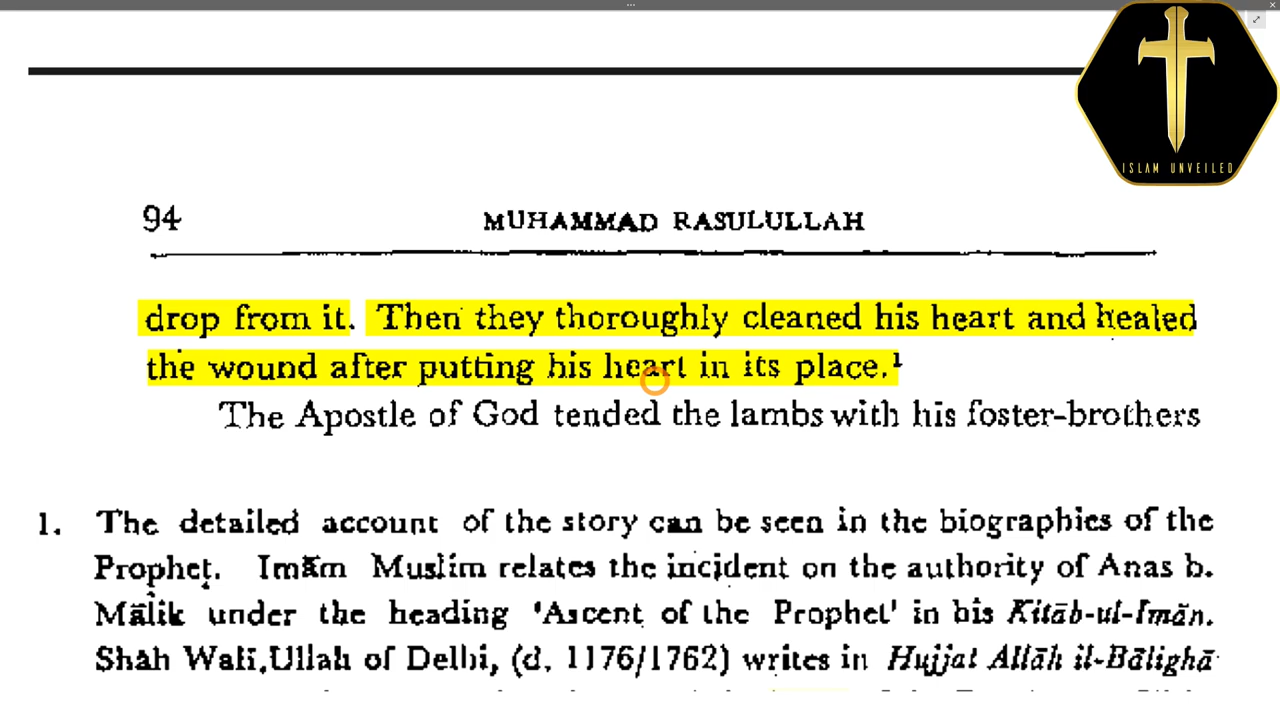 ISLAM UNVEILED
94 MUHAMMAD RASULULLAH
drop from it. Then they thoroughly cleaned his heart and healed
the wound after putting his heart in its place.¹
The Apostle of God tended the lambs with his foster-brothers
1. The detailed account of the story can be seen in the biographies of the
Prophet. Imām Muslim relates the incident on the authority of Anas b.
Mālik under the heading 'Ascent of the Prophet' in his Kitāb-ul-Imān.
Shāh Walī Ullah of Delhi, (d. 1176/1762) writes in Hujjat Allāh il-Bālighā